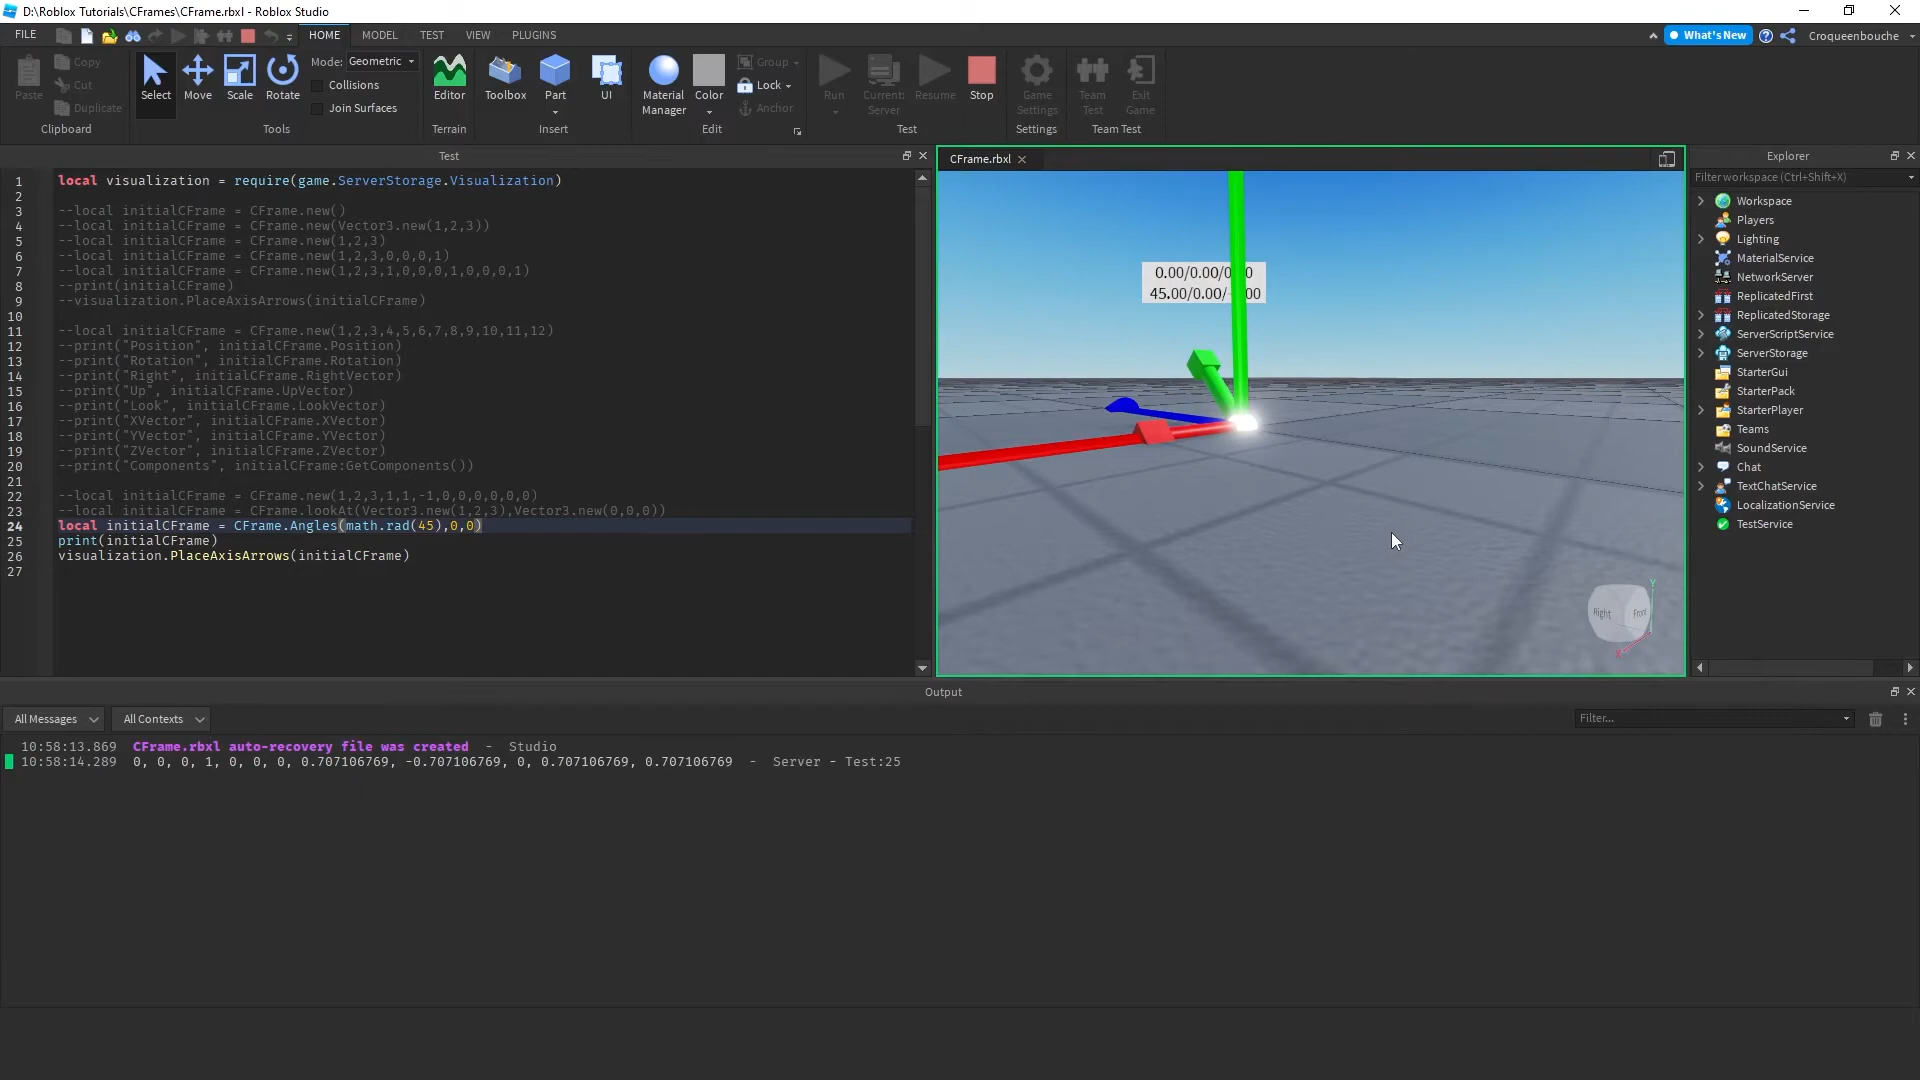 D:\Roblox Tutorials\CFrames\CFrame.rbxl - Roblox Studio
FILE HOME MODEL TEST VIEW PLUGINS What's New Croqueenbouche
Paste Copy Cut Duplicate Clipboard
Select Move Scale Rotate Mode: Geometric Collisions Join Surfaces Tools
Editor Terrain
Toolbox Part UI Insert
Material Manager Color Group Lock Anchor Edit
Run Current: Server Resume Stop Test
Game Settings Settings
Team Test Exit Game Team Test
Test
1 local visualization = require(game.ServerStorage.Visualization)
2
3 --local initialCFrame = CFrame.new()
4 --local initialCFrame = CFrame.new(Vector3.new(1,2,3))
5 --local initialCFrame = CFrame.new(1,2,3)
6 --local initialCFrame = CFrame.new(1,2,3,0,0,0,1)
7 --local initialCFrame = CFrame.new(1,2,3,1,0,0,0,1,0,0,0,1)
8 --print(initialCFrame)
9 --visualization.PlaceAxisArrows(initialCFrame)
10
11 --local initialCFrame = CFrame.new(1,2,3,4,5,6,7,8,9,10,11,12)
12 --print("Position", initialCFrame.Position)
13 --print("Rotation", initialCFrame.Rotation)
14 --print("Right", initialCFrame.RightVector)
15 --print("Up", initialCFrame.UpVector)
16 --print("Look", initialCFrame.LookVector)
17 --print("XVector", initialCFrame.XVector)
18 --print("YVector", initialCFrame.YVector)
19 --print("ZVector", initialCFrame.ZVector)
20 --print("Components", initialCFrame:GetComponents())
21
22 --local initialCFrame = CFrame.new(1,2,3,1,1,-1,0,0,0,0,0,0)
23 --local initialCFrame = CFrame.lookAt(Vector3.new(1,2,3),Vector3.new(0,0,0))
24 local initialCFrame = CFrame.Angles(math.rad(45),0,0)
25 print(initialCFrame)
26 visualization.PlaceAxisArrows(initialCFrame)
27
CFrame.rbxl
0.00/0.00/
45.00/0.00/
Right Front
Y
X
Explorer
Filter workspace (Ctrl+Shift+X)
Workspace
Players
Lighting
MaterialService
NetworkServer
ReplicatedFirst
ReplicatedStorage
ServerScriptService
ServerStorage
StarterGui
StarterPack
StarterPlayer
Teams
SoundService
Chat
TextChatService
LocalizationService
TestService
Output
All Messages All Contexts Filter...
10:58:13.869 CFrame.rbxl auto-recovery file was created - Studio
10:58:14.289 0, 0, 0, 1, 0, 0, 0, 0.707106769, -0.707106769, 0, 0.707106769, 0.707106769 - Server - Test:25